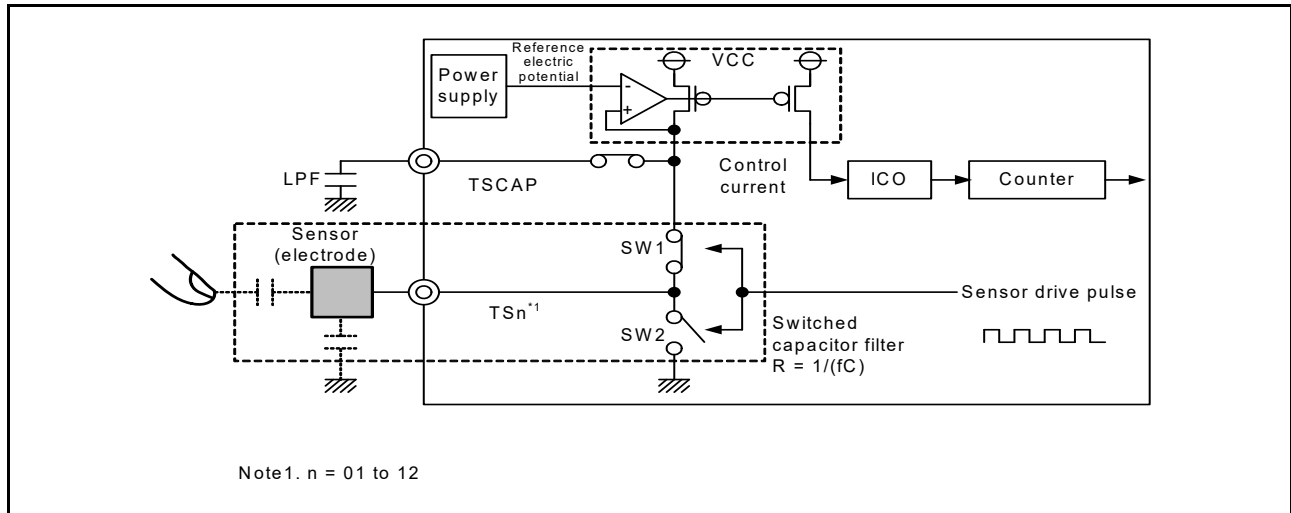 Reference
electric
potential
Power
supply
VCC
-
+
LPF
TSCAP
Control
current
ICO
Counter
Sensor
(electrode)
SW1
TSn*1
Sensor drive pulse
SW2
Switched
capacitor filter
R = 1/(fC)
Note1. n = 01 to 12